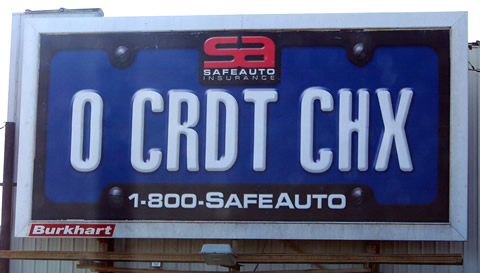 SA
SAFEAUTO
INSURANCE
0 CRDT CHX
1-800-SAFEAUTO
Burkhart